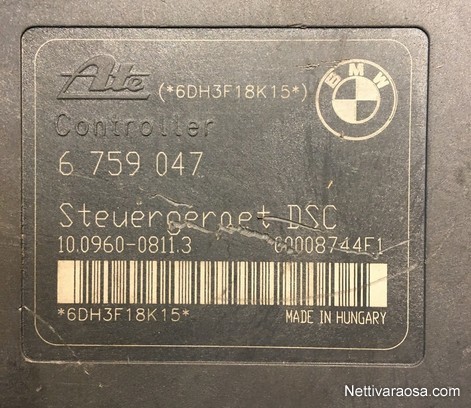 Ate (*6DH3F18K15*)
BMW
Controller
6 759 047
Steuergeraet DSC
10.0960-0811.3 00008744E1
*6DH3F18K15*
MADE IN HUNGARY
Nettivaraosa.com